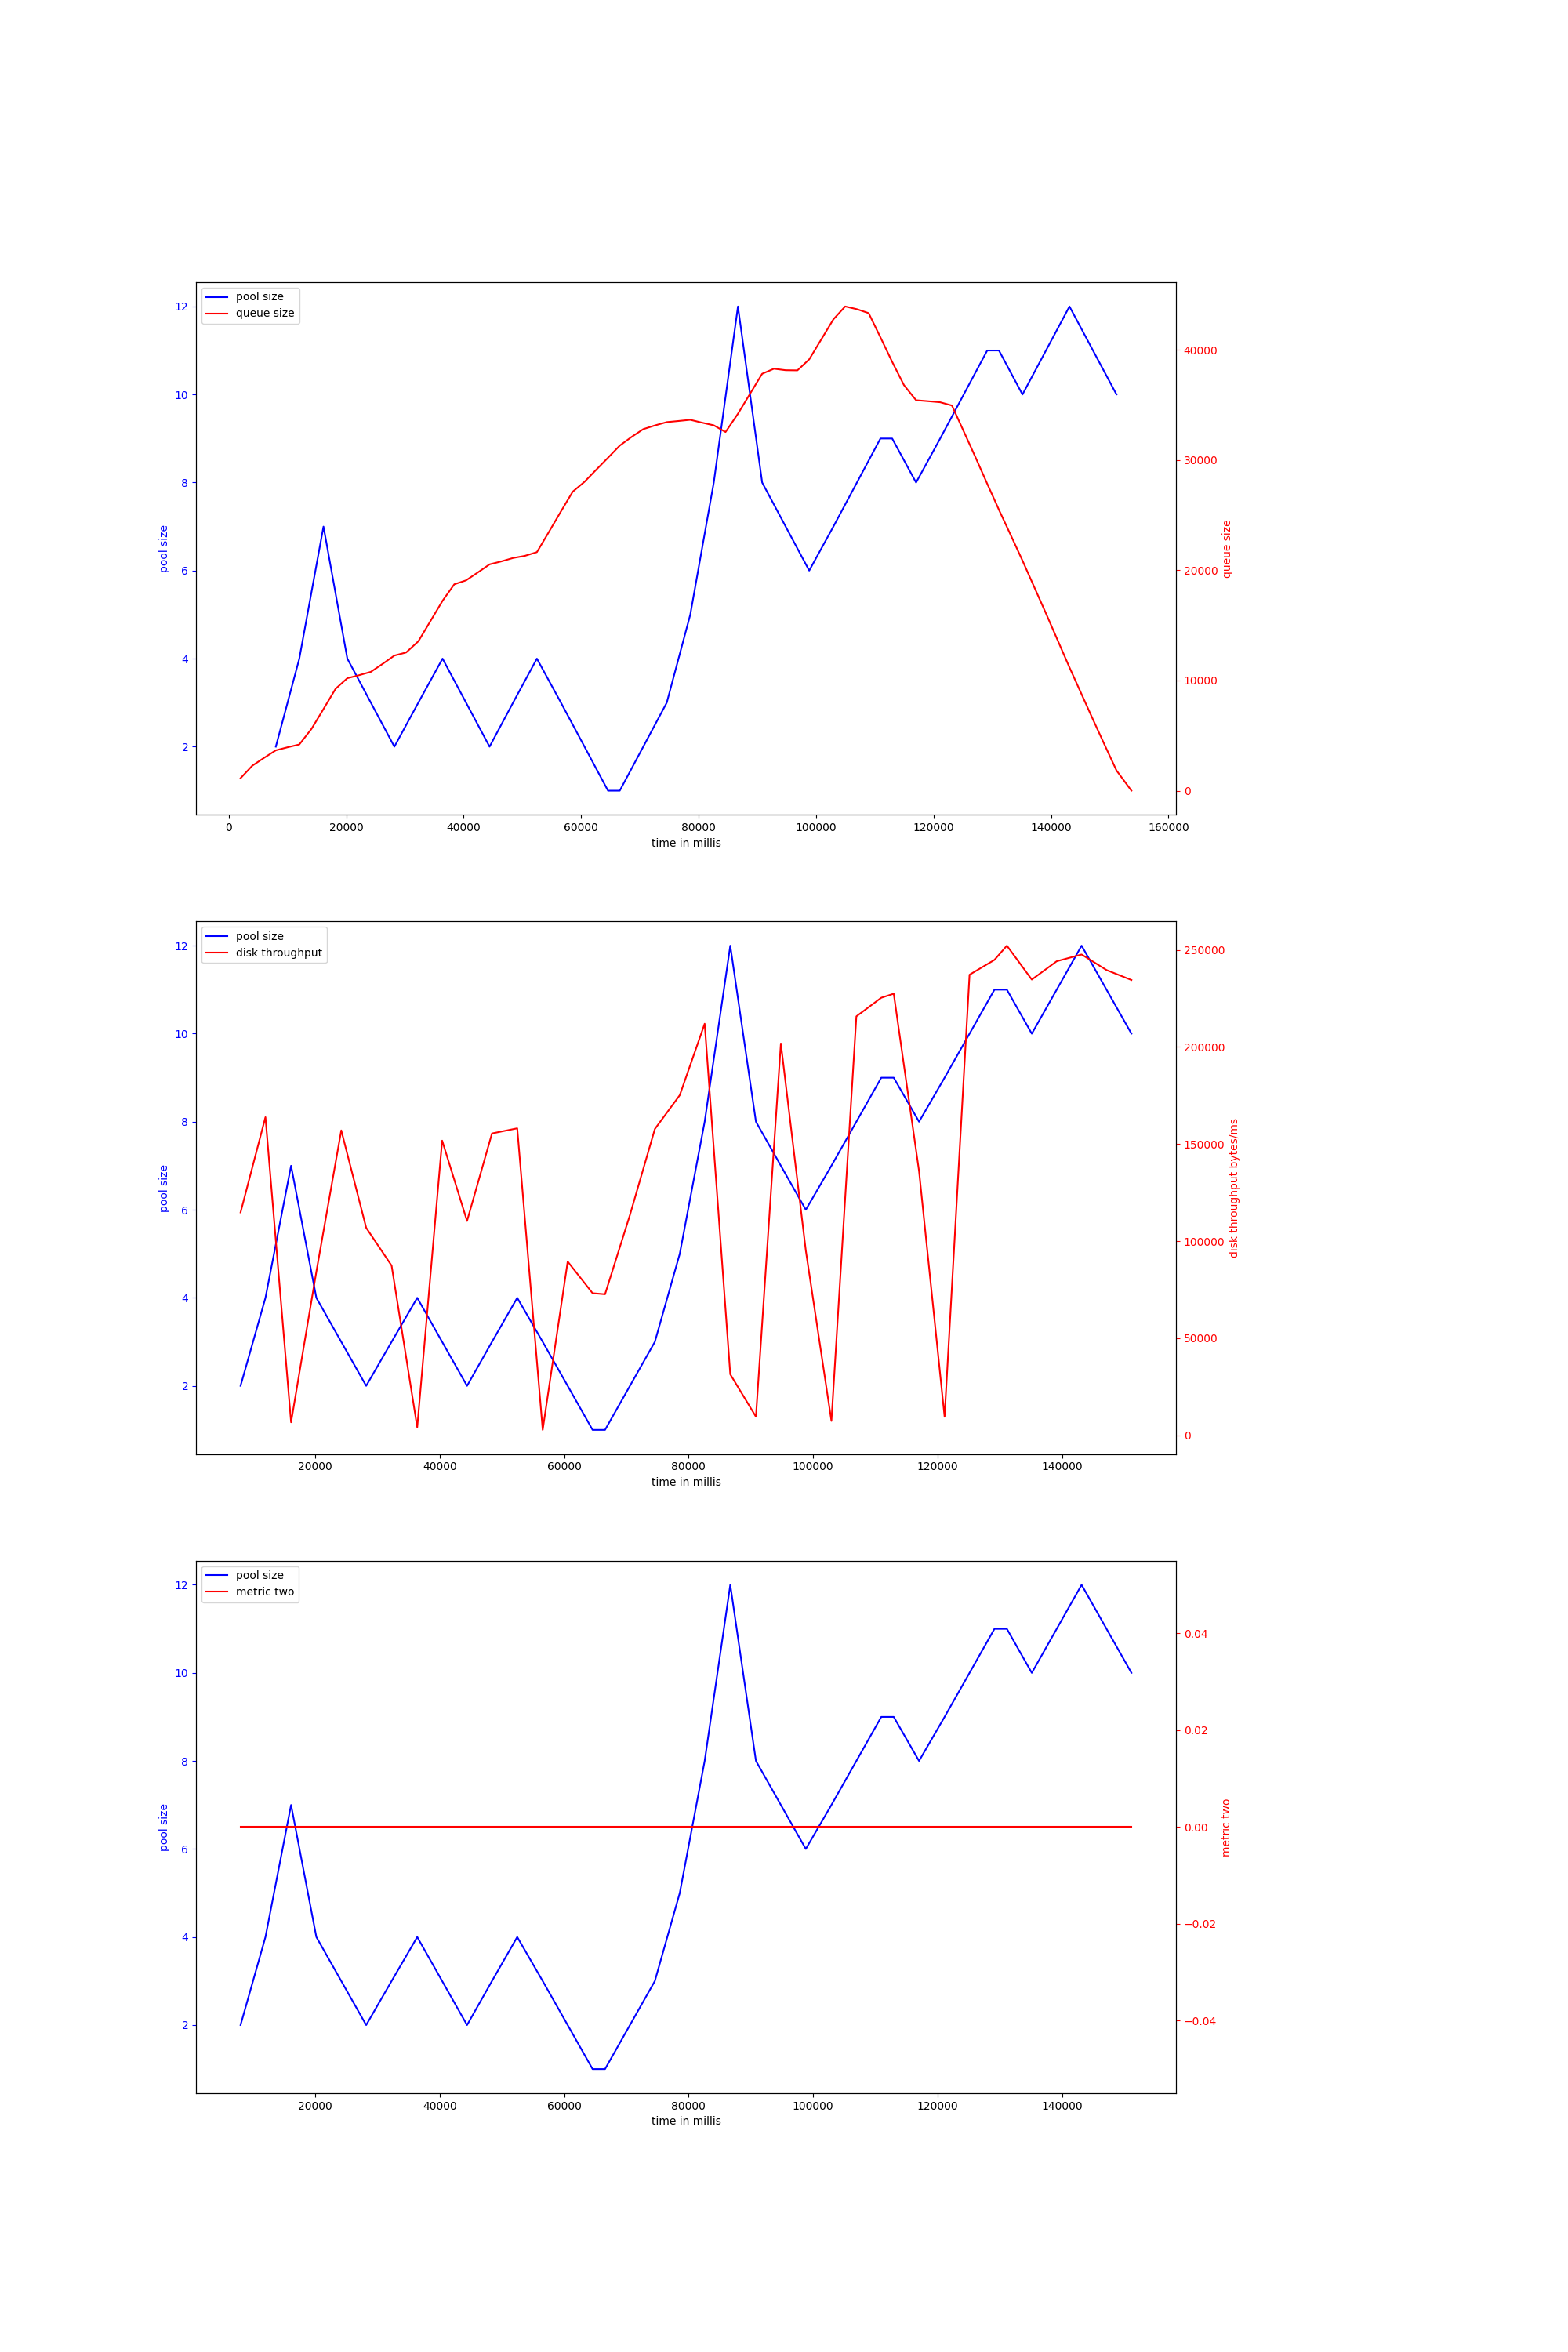 pool size
queue size
12
10
8
6
4
2
pool size
40000
30000
20000
10000
0
queue size
0 20000 40000 60000 80000 100000 120000 140000 160000
time in millis
pool size
disk throughput
12
10
8
6
4
2
pool size
250000
200000
150000
100000
50000
0
disk throughput bytes/ms
20000 40000 60000 80000 100000 120000 140000
time in millis
pool size
metric two
12
10
8
6
4
2
pool size
0.04
0.02
0.00
−0.02
−0.04
metric two
20000 40000 60000 80000 100000 120000 140000
time in millis